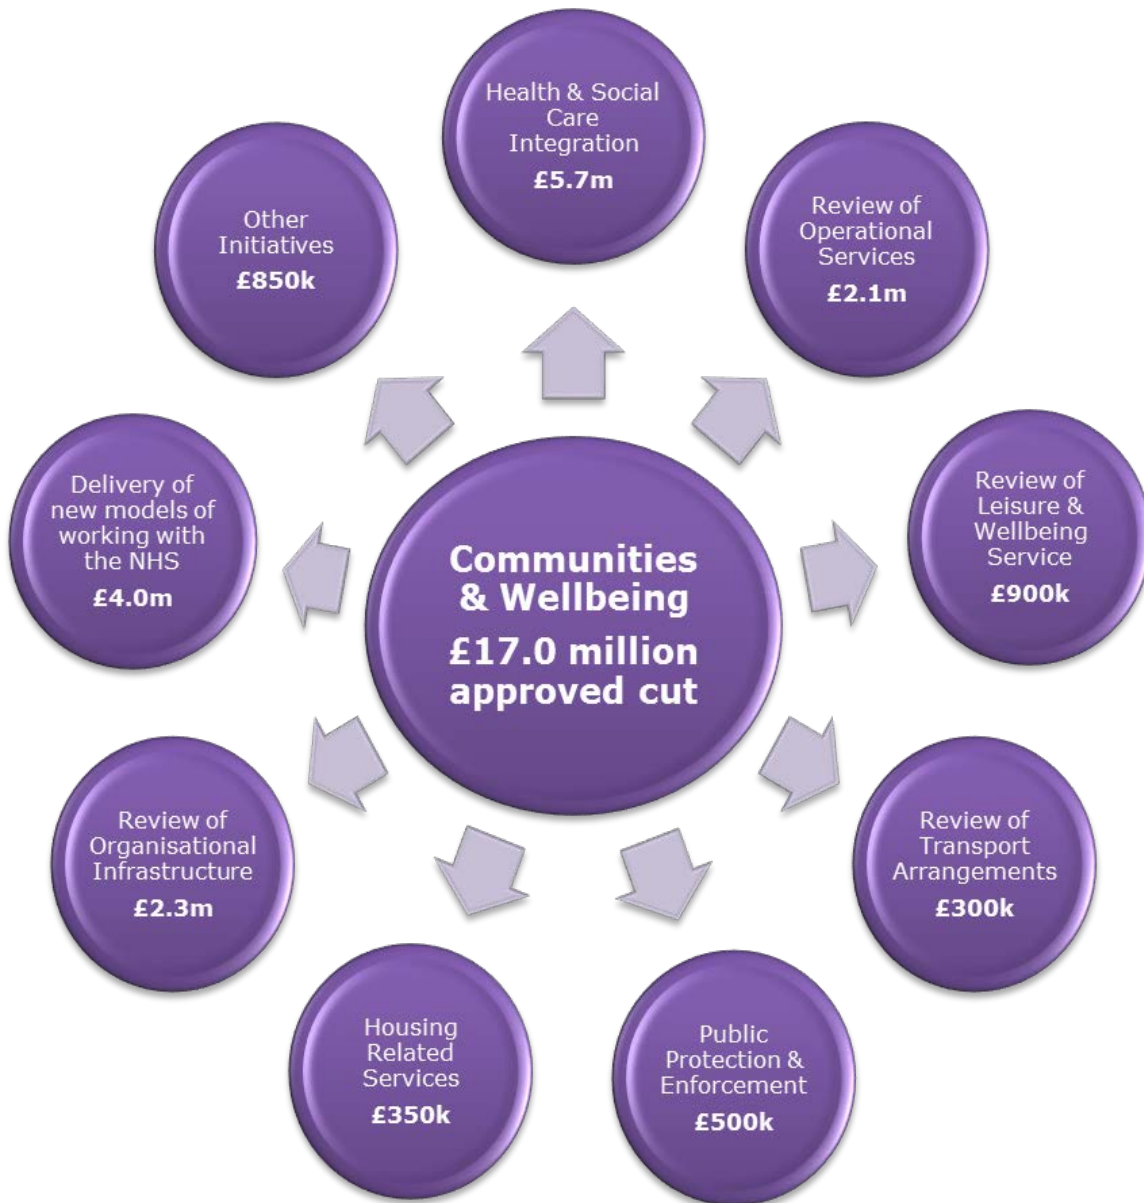 Health & Social
Care
Integration
£5.7m
Review of
Operational
Services
£2.1m
Review of
Leisure &
Wellbeing
Service
£900k
Review of
Transport
Arrangements
£300k
Public
Protection &
Enforcement
£500k
Housing
Related
Services
£350k
Review of
Organisational
Infrastructure
£2.3m
Delivery of
new models of
working with
the NHS
£4.0m
Other
Initiatives
£850k
Communities
& Wellbeing
£17.0 million
approved cut